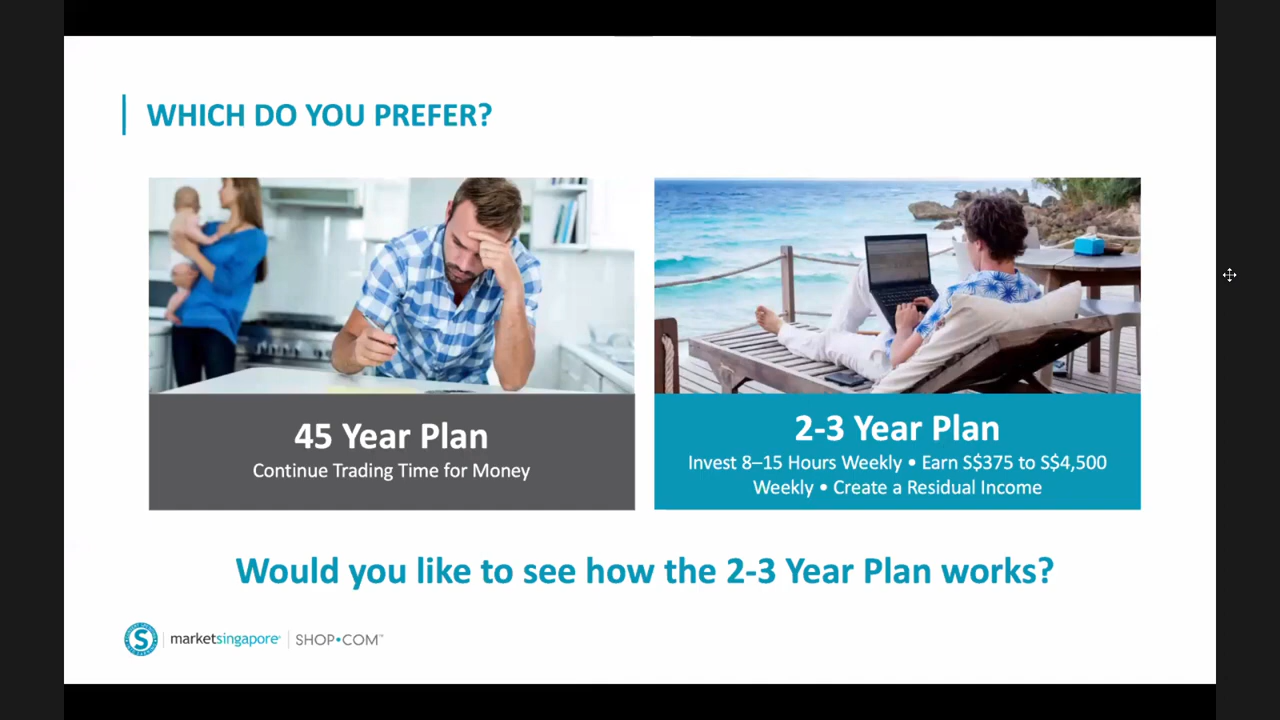 WHICH DO YOU PREFER?
45 Year Plan
Continue Trading Time for Money
2-3 Year Plan
Invest 8–15 Hours Weekly • Earn S$375 to S$4,500
Weekly • Create a Residual Income
Would you like to see how the 2-3 Year Plan works?
S marketsingapore® SHOP•COM™